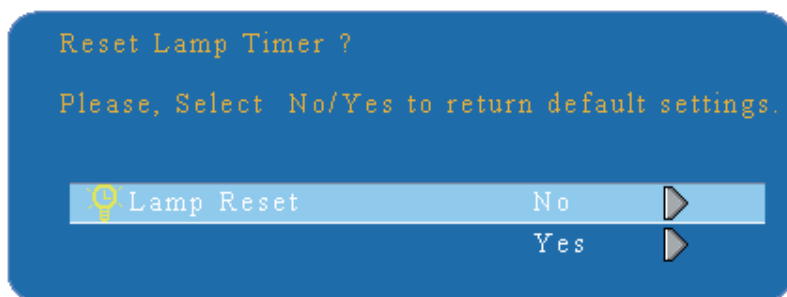 Reset Lamp Timer ?
Please, Select No/Yes to return default settings.
Lamp Reset No
Yes